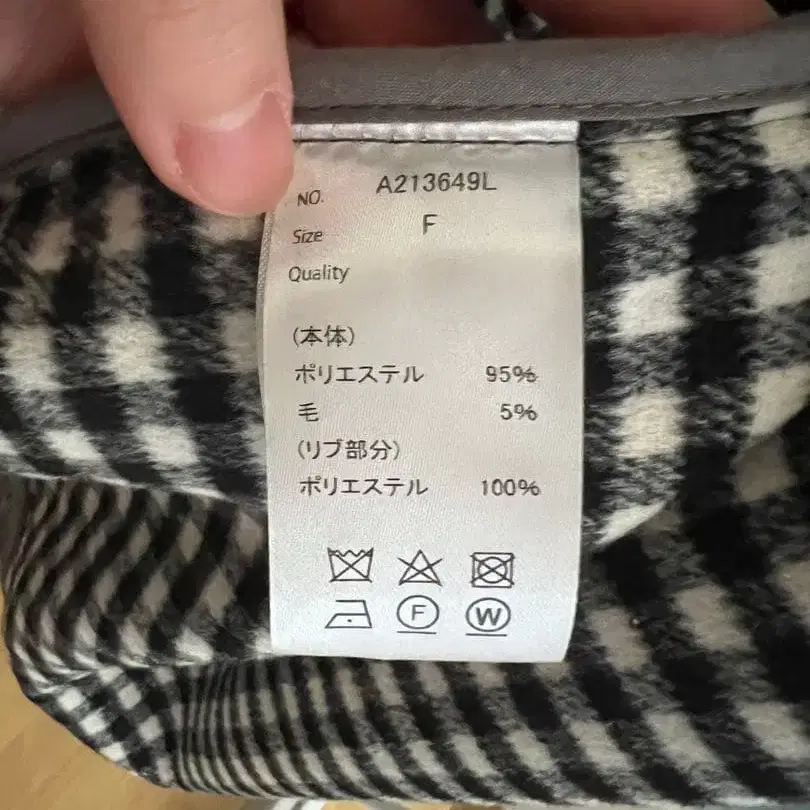 NO. A213649L
Size F
Quality
(本体)
ポリエステル 95%
毛 5%
(リブ部分)
ポリエステル 100%
F W